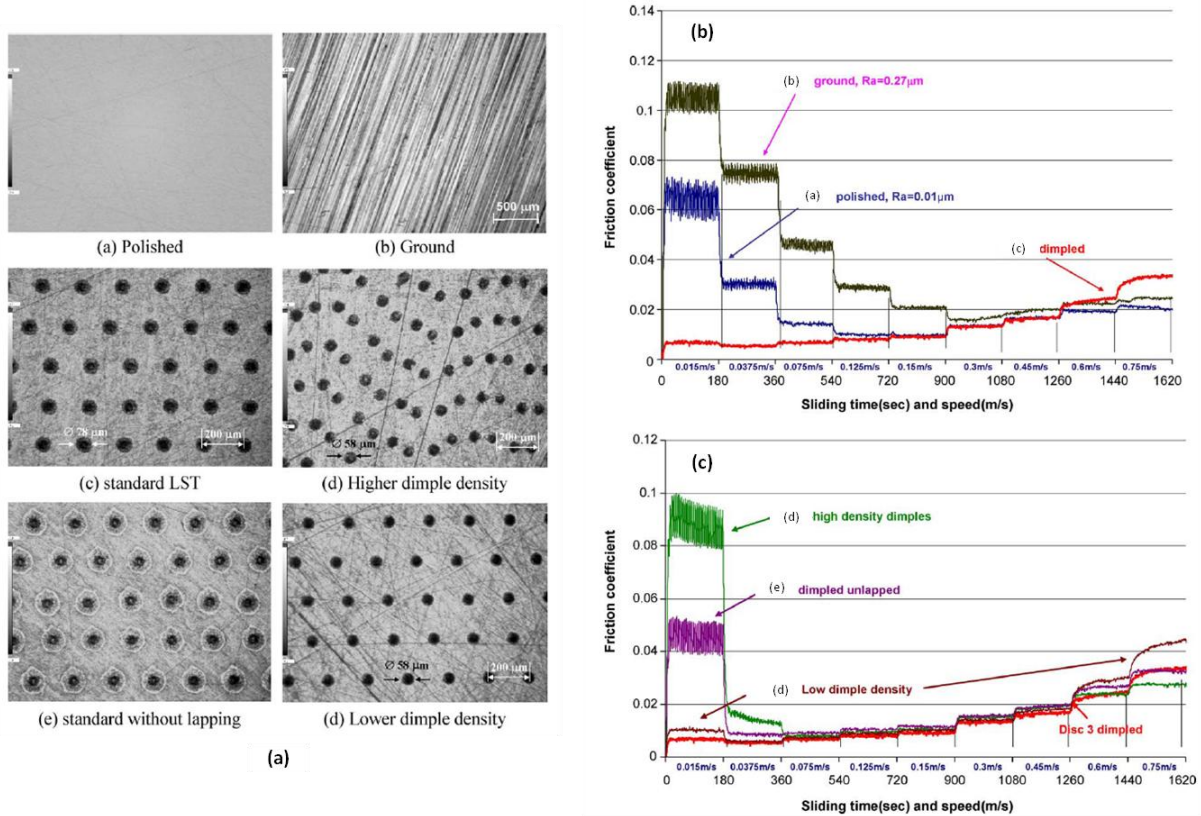 (a) Polished
500 μm
(b) Ground
Ø 78 μm
200 μm
(c) standard LST
Ø 58 μm
200 μm
(d) Higher dimple density
(e) standard without lapping
Ø 58 μm
200 μm
(d) Lower dimple density
(a)
(b)
Friction coefficient
0.14
0.12
0.1
0.08
0.06
0.04
0.02
0
(b) ground, Ra=0.27μm
(a) polished, Ra=0.01μm
(c) dimpled
0.015m/s 0.0375m/s 0.075m/s 0.125m/s 0.15m/s 0.3m/s 0.45m/s 0.6m/s 0.75m/s
0 180 360 540 720 900 1080 1260 1440 1620
Sliding time(sec) and speed(m/s)
(c)
Friction coefficient
0.12
0.1
0.08
0.06
0.04
0.02
0
(d) high density dimples
(e) dimpled unlapped
(d) Low dimple density
Disc 3 dimpled
0.015m/s 0.0375m/s 0.075m/s 0.125m/s 0.15m/s 0.3m/s 0.45m/s 0.6m/s 0.75m/s
0 180 360 540 720 900 1080 1260 1440 1620
Sliding time(sec) and speed(m/s)